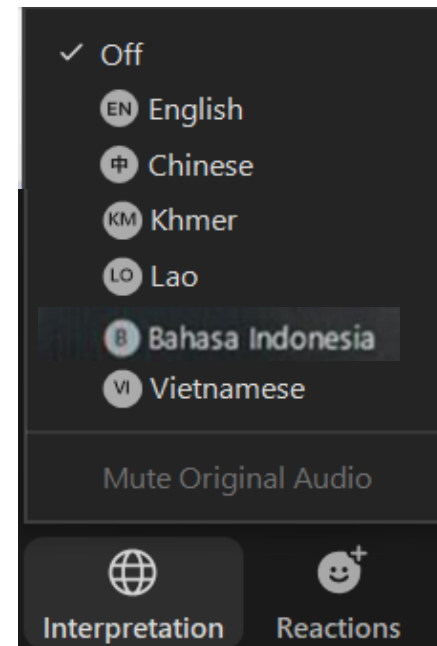 Off
EN English
中 Chinese
KM Khmer
LO Lao
B Bahasa Indonesia
VI Vietnamese
Mute Original Audio
Interpretation Reactions